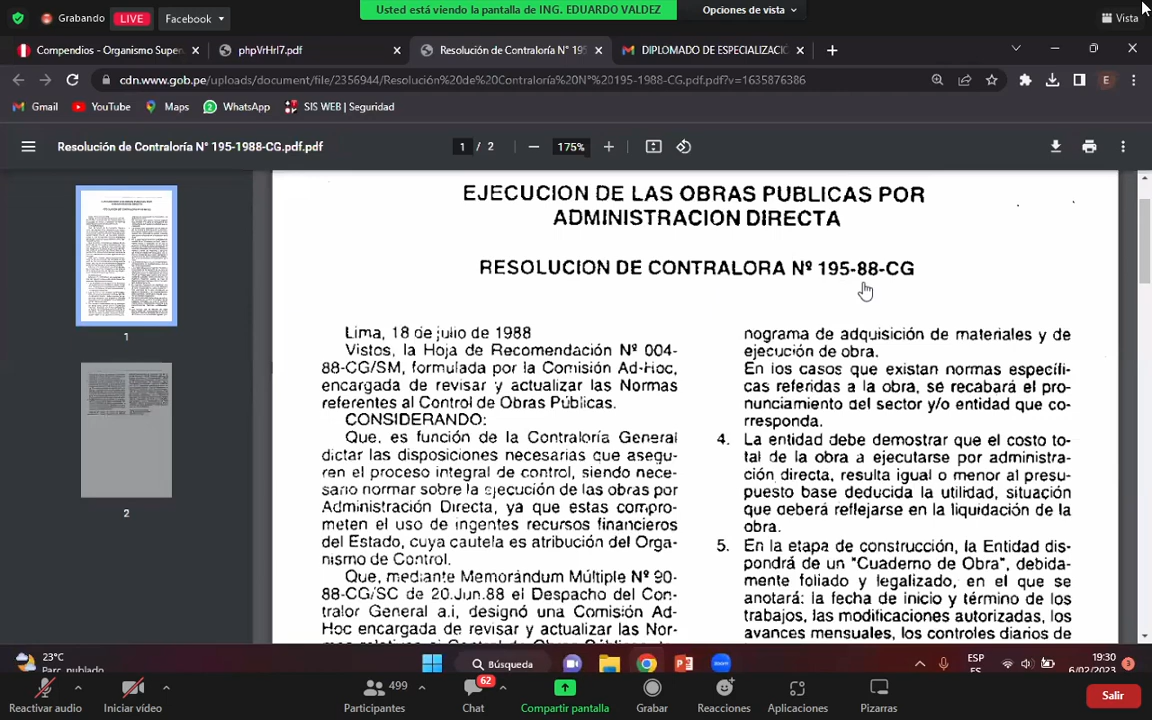 Grabando LIVE Facebook
Usted está viendo la pantalla de ING. EDUARDO VALDEZ
Opciones de vista
Vista
Compendios - Organismo Super
phpVrHrl7.pdf
Resolución de Contraloría N° 195
DIPLOMADO DE ESPECIALIZACIÓ
cdn.www.gob.pe/uploads/document/file/2356944/Resolución%20de%20Contraloría%20N°%20195-1988-CG.pdf.pdf?v=1635876386
E
Gmail YouTube Maps WhatsApp SIS WEB | Seguridad
Resolución de Contraloría N° 195-1988-CG.pdf.pdf
1 / 2
175%
1
2
EJECUCION DE LAS OBRAS PUBLICAS POR
ADMINISTRACION DIRECTA
RESOLUCION DE CONTRALORA Nº 195-88-CG
Lima, 18 de julio de 1988
Vistos, la Hoja de Recomendación Nº 004-
88-CG/SM, formulada por la Comisión Ad-Hoc,
encargada de revisar y actualizar las Normas
referentes al Control de Obras Públicas.
CONSIDERANDO:
Que, es función de la Contraloría General
dictar las disposiciones necesarias que asegu-
ren el proceso integral de control, siendo nece-
sario normar sobre la ejecución de las obras por
Administración Directa, ya que estas compro-
meten el uso de ingentes recursos financieros
del Estado, cuya cautela es atribución del Orga-
nismo de Control.
Que, mediante Memorándum Múltiple Nº 90-
88-CG/SC de 20.Jun.88 el Despacho del Con-
tralor General a.i, designó una Comisión Ad-
Hoc encargada de revisar y actualizar las Nor-
nograma de adquisición de materiales y de
ejecución de obra.
En los casos que existan normas específi-
cas referidas a la obra, se recabará el pro-
nunciamiento del sector y/o entidad que co-
rresponda.
4. La entidad debe demostrar que el costo to-
tal de la obra a ejecutarse por administra-
ción directa, resulta igual o menor al presu-
puesto base deducida la utilidad, situación
que deberá reflejarse en la liquidación de la
obra.
5. En la etapa de construcción, la Entidad dis-
pondrá de un "Cuaderno de Obra", debida-
mente foliado y legalizado, en el que se
anotará: la fecha de inicio y término de los
trabajos, las modificaciones autorizadas, los
avances mensuales, los controles diarios de
23°C
Parc. nublado
Búsqueda
ESP
ES
19:30
6/02/2023
3
Reactivar audio
Iniciar vídeo
499
Participantes
62
Chat
Compartir pantalla
Grabar
Reacciones
Aplicaciones
Pizarras
Salir